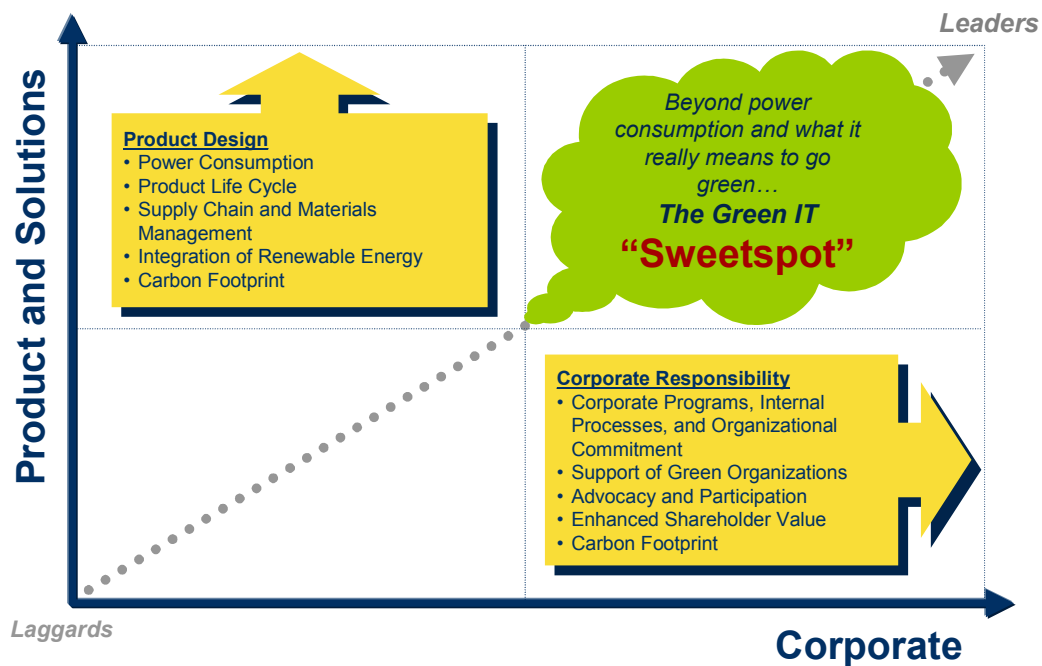 Leaders
Product and Solutions
Product Design
• Power Consumption
• Product Life Cycle
• Supply Chain and Materials
Management
• Integration of Renewable Energy
• Carbon Footprint
Beyond power
consumption and what it
really means to go
green…
The Green IT
“Sweetspot”
Corporate Responsibility
• Corporate Programs, Internal
Processes, and Organizational
Commitment
• Support of Green Organizations
• Advocacy and Participation
• Enhanced Shareholder Value
• Carbon Footprint
Laggards
Corporate